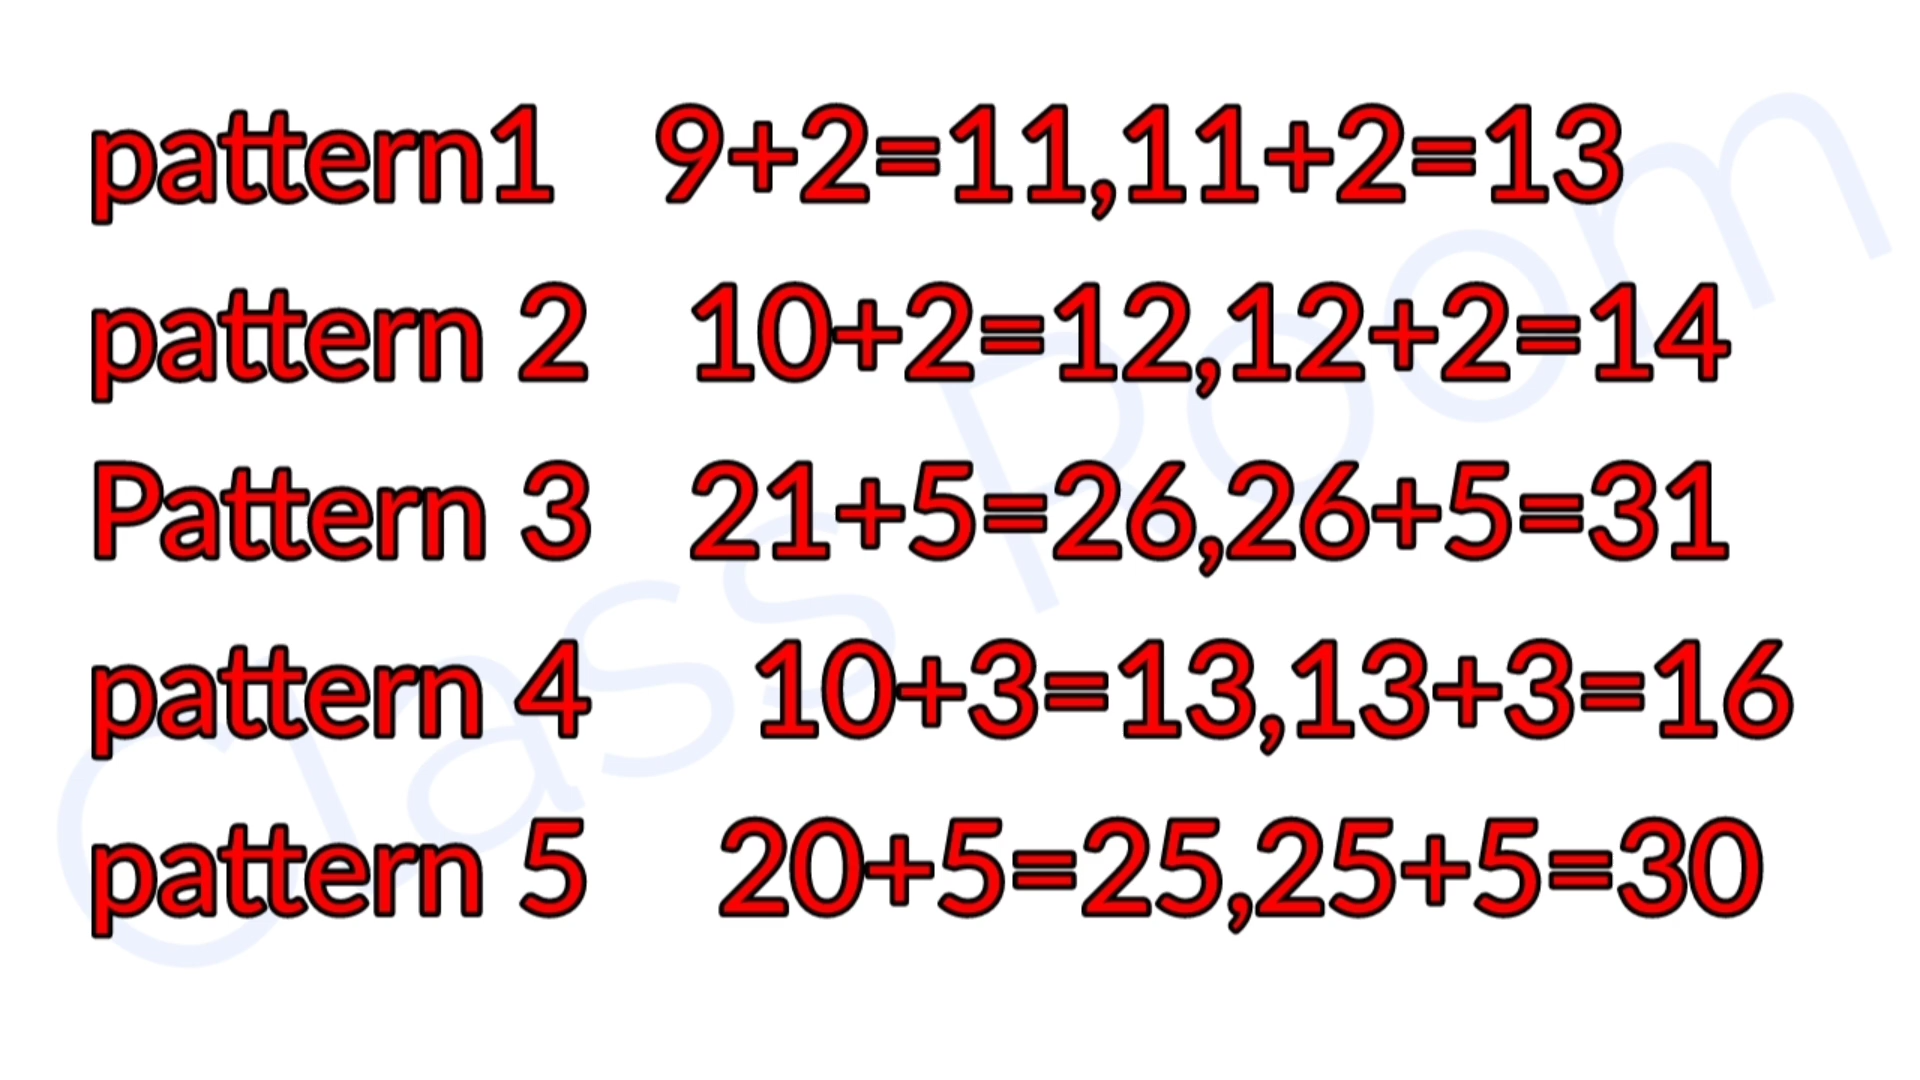 pattern1 9+2=11,11+2=13
pattern 2 10+2=12,12+2=14
Pattern 3 21+5=26,26+5=31
pattern 4 10+3=13,13+3=16
pattern 5 20+5=25,25+5=30
Class Room